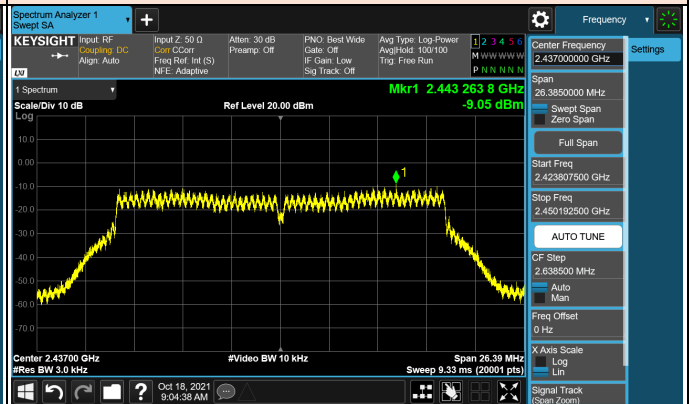 Spectrum Analyzer 1
Swept SA
+
Frequency
KEYSIGHT
Input: RF
Coupling: DC
Align: Auto
Input Z: 50 Ω
Corr CCorr
Freq Ref: Int (S)
NFE: Adaptive
Atten: 30 dB
Preamp: Off
PNO: Best Wide
Gate: Off
IF Gain: Low
Sig Track: Off
Avg Type: Log-Power
Avg|Hold: 100/100
Trig: Free Run
1 2 3 4 5 6
M W W W W W
P N N N N N
LXI
1 Spectrum
Scale/Div 10 dB
Log
Ref Level 20.00 dBm
Mkr1 2.443 263 8 GHz
-9.05 dBm
10.0
0.00
-10.0
-20.0
-30.0
-40.0
-50.0
-60.0
-70.0
1
Center 2.43700 GHz
#Res BW 3.0 kHz
#Video BW 10 kHz
Span 26.39 MHz
Sweep 9.33 ms (20001 pts)
?
Oct 18, 2021
9:04:38 AM
Center Frequency
2.437000000 GHz
Settings
Span
26.3850000 MHz
Swept Span
Zero Span
Full Span
Start Freq
2.423807500 GHz
Stop Freq
2.450192500 GHz
AUTO TUNE
CF Step
2.638500 MHz
Auto
Man
Freq Offset
0 Hz
X Axis Scale
Log
Lin
Signal Track
(Span Zoom)